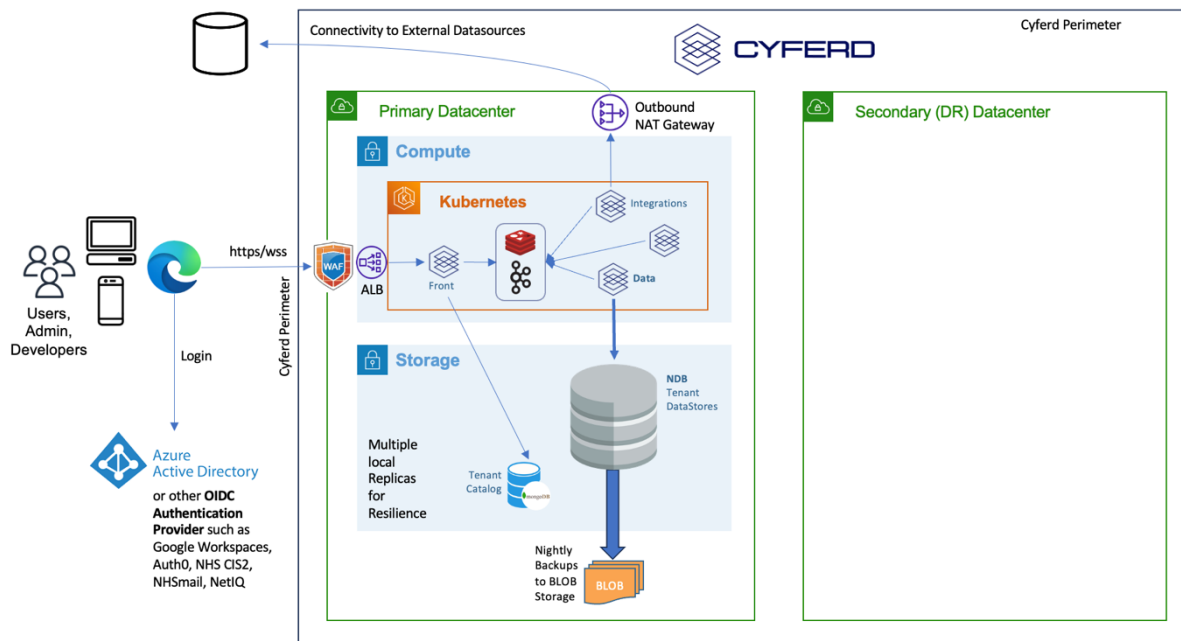 Connectivity to External Datasources
Cyferd Perimeter
CYFERD
Primary Datacenter
Outbound
NAT Gateway
Secondary (DR) Datacenter
Compute
Kubernetes
Integrations
https/wss
WAF
ALB
Front
Data
Users,
Admin,
Developers
Login
Cyferd Perimeter
Storage
NDB
Tenant
DataStores
Multiple
local
Replicas
for
Resilience
Tenant
Catalog
mongoDB
Azure
Active Directory
or other OIDC
Authentication
Provider such as
Google Workspaces,
Auth0, NHS CIS2,
NHSmail, NetIQ
Nightly
Backups
to BLOB
Storage
BLOB